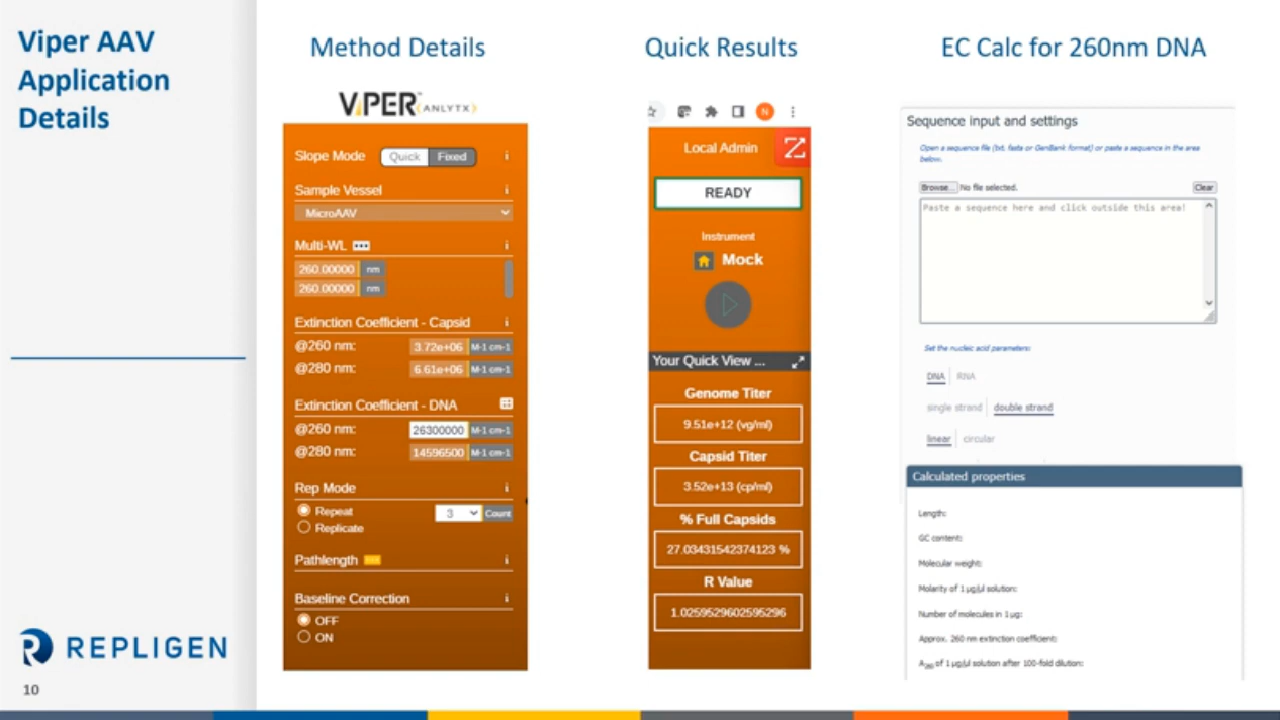 Viper AAV
Application
Details
REPLIGEN
10
Method Details
VIPER™ ANLYTX
Slope Mode Quick Fixed i
Sample Vessel i
MicroAAV
Multi-WL i
260.00000 nm
260.00000 nm
Extinction Coefficient - Capsid i
@260 nm: 3.72e+06 M-1 cm-1
@280 nm: 6.61e+06 M-1 cm-1
Extinction Coefficient - DNA
@260 nm: 26300000 M-1 cm-1
@280 nm: 14596500 M-1 cm-1
Rep Mode i
Repeat 3 Count
Replicate
Pathlength i
Baseline Correction i
OFF
ON
Quick Results
N
Local Admin
READY
Instrument
Mock
Your Quick View ...
Genome Titer
9.51e+12 (vg/ml)
Capsid Titer
3.52e+13 (cp/ml)
% Full Capsids
27.03431542374123 %
R Value
1.0259529602595296
EC Calc for 260nm DNA
Sequence input and settings
Open a sequence file (txt, fasta or GenBank format) or paste a sequence in the area
below.
Browse... No file selected. Clear
Paste a sequence here and click outside this area!
Set the nucleic acid parameters:
DNA RNA
single strand double strand
linear circular
Calculated properties
Length:
GC content:
Molecular weight:
Molarity of 1 µg/µl solution:
Number of molecules in 1 µg:
Approx. 260 nm extinction coefficient:
A260 of 1 µg/µl solution after 100-fold dilution: